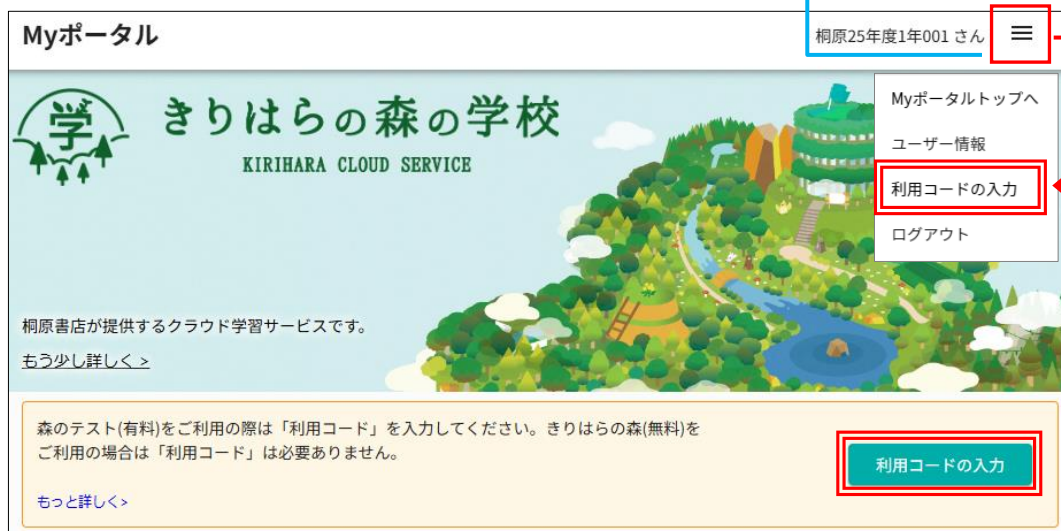 Myポータル
桐原25年度1年001 さん
学
きりはらの森の学校
KIRIHARA CLOUD SERVICE
Myポータルトップへ
ユーザー情報
利用コードの入力
ログアウト
桐原書店が提供するクラウド学習サービスです。
もう少し詳しく >
森のテスト(有料)をご利用の際は「利用コード」を入力してください。きりはらの森(無料)を
ご利用の場合は「利用コード」は必要ありません。
利用コードの入力
もっと詳しく>